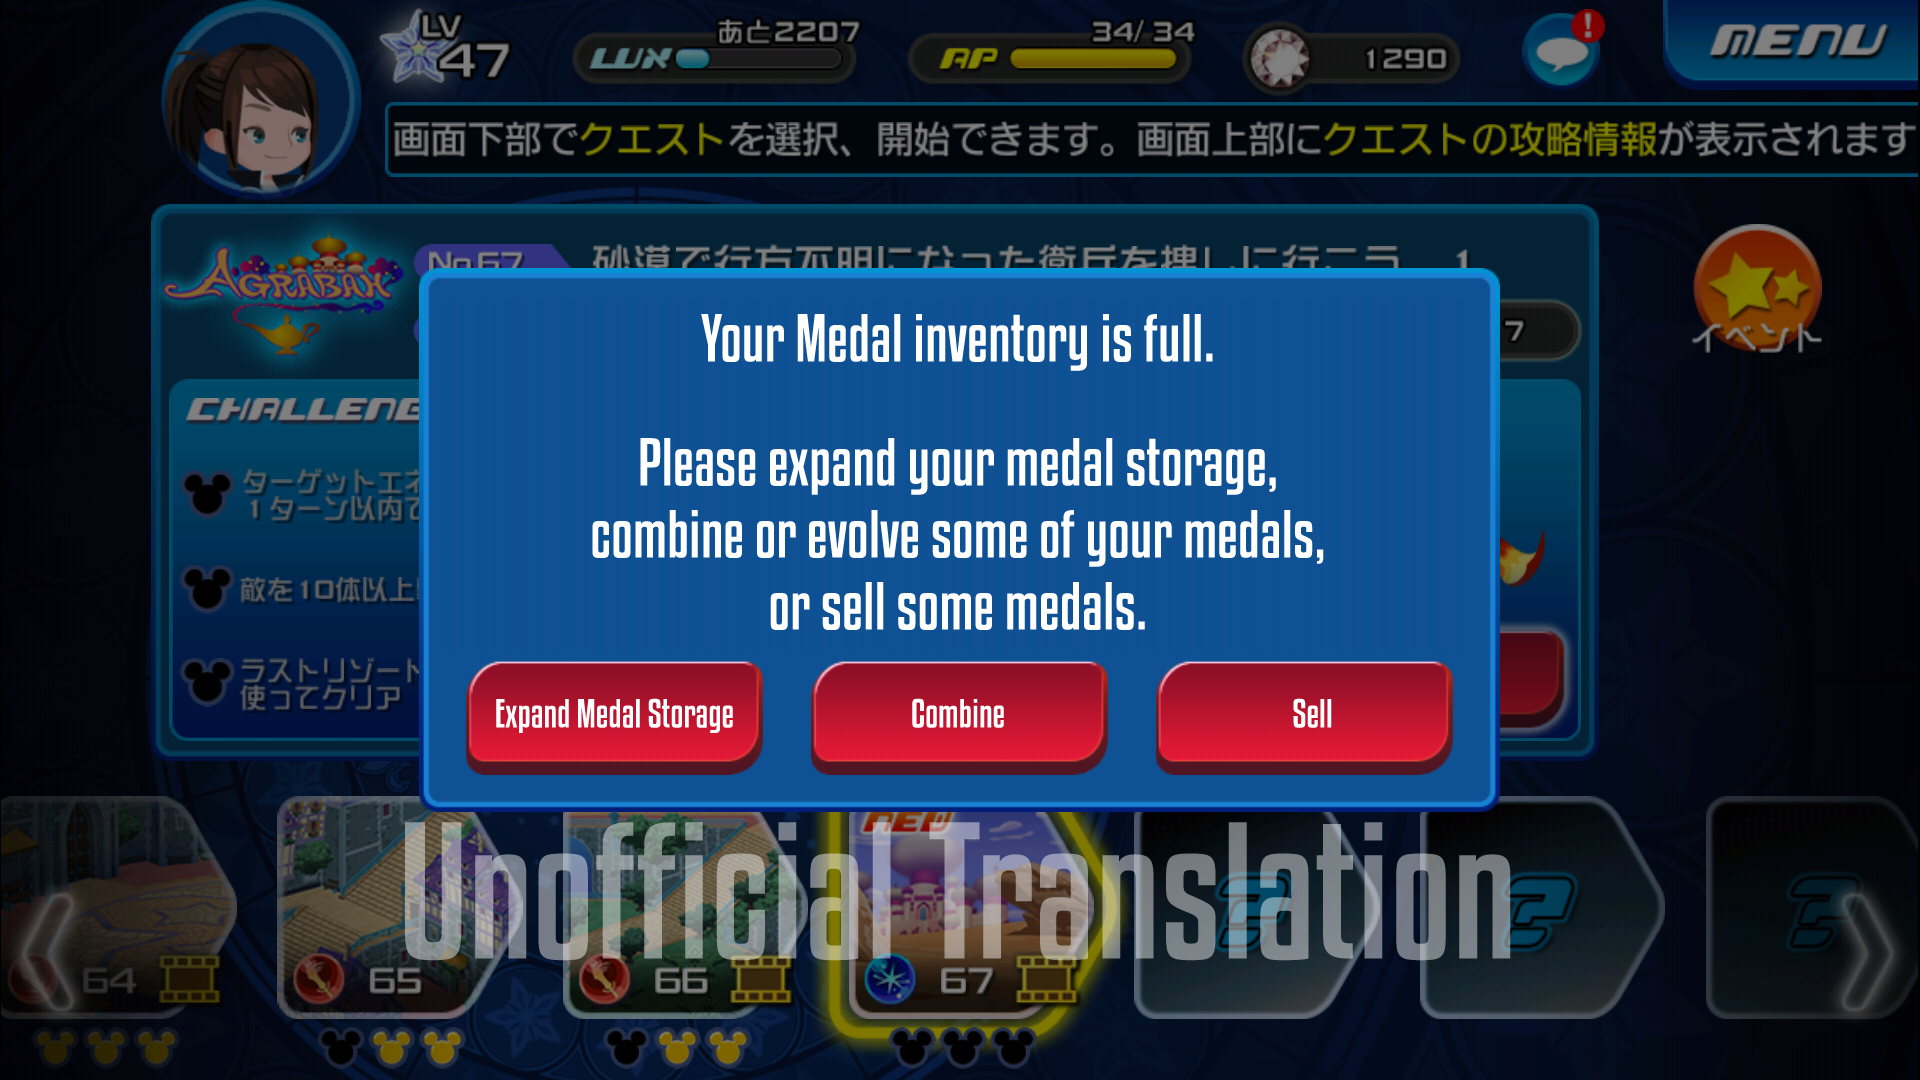 LV
47
LUX
あと2207
AP
34/34
1290
!
MENU
画面下部でクエストを選択、開始できます。画面上部にクエストの攻略情報が表示されます
AGRABAH
No.67
砂漠で行方不明になった衛兵を捜しに行こう 1
7
イベント
CHALLENG
ターゲットエネ
1ターン以内で
敵を10体以上
ラストリゾート
使ってクリア
Your Medal inventory is full.
Please expand your medal storage,
combine or evolve some of your medals,
or sell some medals.
Expand Medal Storage
Combine
Sell
NEW
Unofficial Translation
64
65
66
67
?
?
?